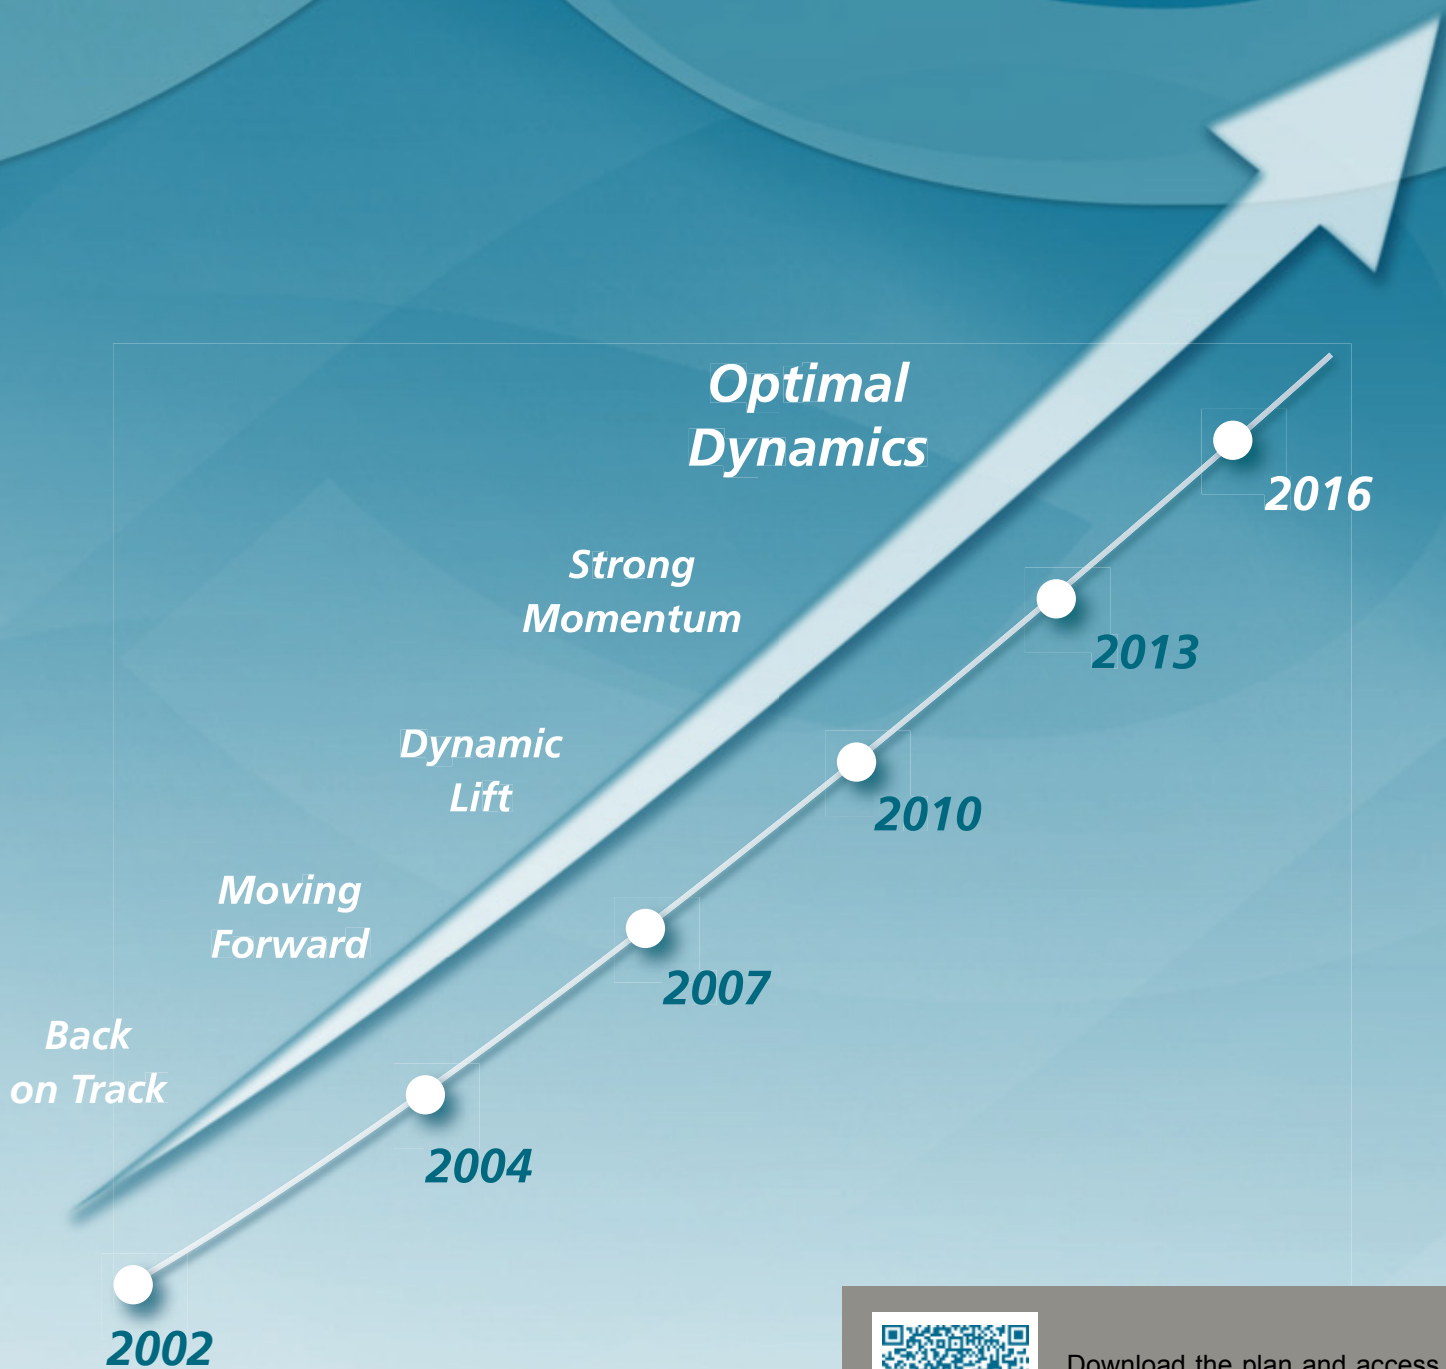 Optimal
Dynamics
2016
Strong
Momentum
2013
Dynamic
Lift
2010
Moving
Forward
2007
Back
on Track
2004
2002
Download the plan and access